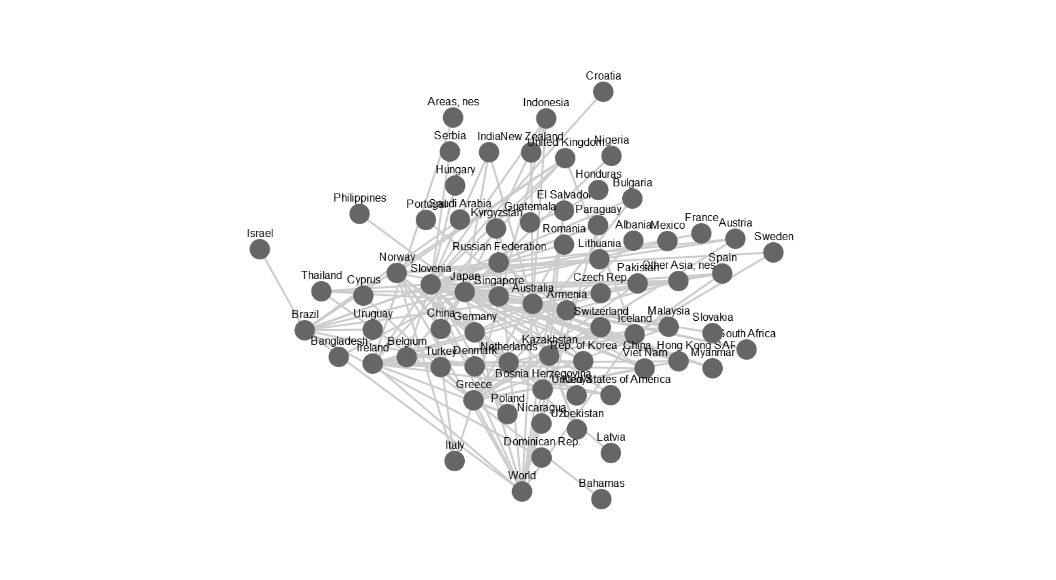 Croatia
Areas, nes
Indonesia
Serbia
India
New Zealand
United Kingdom
Nigeria
Hungary
Honduras
Bulgaria
Philippines
Portugal
Saudi Arabia
Kyrgyzstan
Guatemala
El Salvador
Paraguay
Albania
Mexico
France
Austria
Israel
Russian Federation
Romania
Lithuania
Sweden
Norway
Slovenia
Japan
Singapore
Australia
Armenia
Czech Rep.
Pakistan
Other Asia, nes
Spain
Thailand
Cyprus
Brazil
Uruguay
China
Germany
Switzerland
Iceland
Malaysia
Slovakia
South Africa
Bangladesh
Ireland
Belgium
Turkey
Denmark
Netherlands
Kazakhstan
Rep. of Korea
Viet Nam
China, Hong Kong SAR
Myanmar
Greece
Bosnia Herzegovina
United States of America
Poland
Nicaragua
Uzbekistan
Italy
Dominican Rep.
Latvia
World
Bahamas